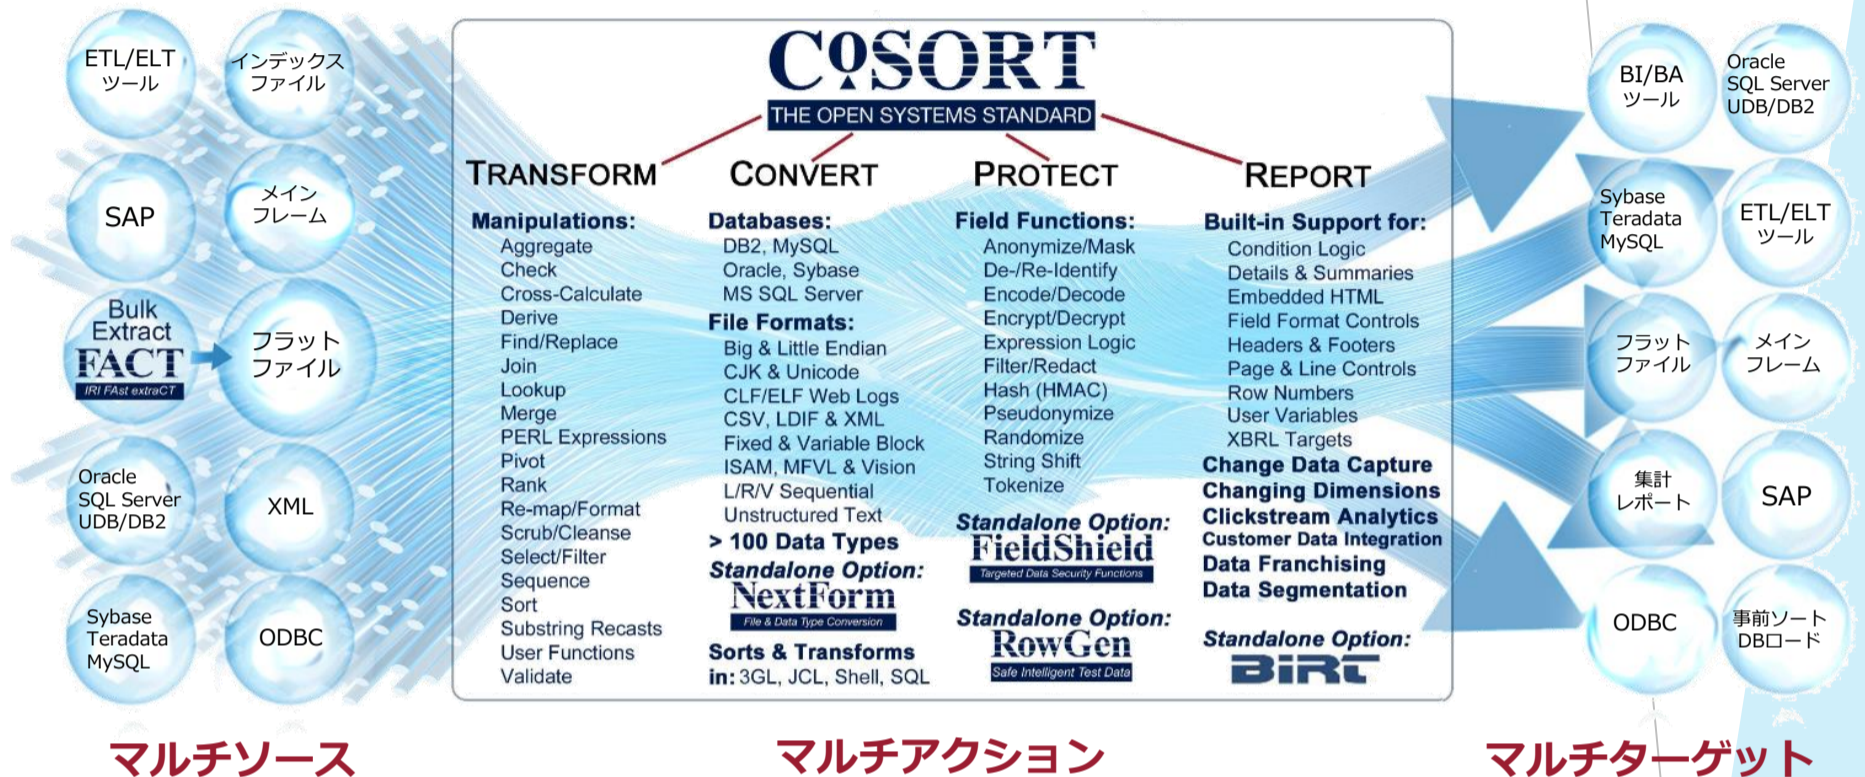 ETL/ELT
ツール
インデックス
ファイル
SAP
メイン
フレーム
Bulk
Extract
FACT
IRI FAst extraCT
フラット
ファイル
Oracle
SQL Server
UDB/DB2
XML
Sybase
Teradata
MySQL
ODBC
マルチソース
CoSORT
THE OPEN SYSTEMS STANDARD
TRANSFORM
Manipulations:
Aggregate
Check
Cross-Calculate
Derive
Find/Replace
Join
Lookup
Merge
PERL Expressions
Pivot
Rank
Re-map/Format
Scrub/Cleanse
Select/Filter
Sequence
Sort
Substring Recasts
User Functions
Validate
CONVERT
Databases:
DB2, MySQL
Oracle, Sybase
MS SQL Server
File Formats:
Big & Little Endian
CJK & Unicode
CLF/ELF Web Logs
CSV, LDIF & XML
Fixed & Variable Block
ISAM, MFVL & Vision
L/R/V Sequential
Unstructured Text
> 100 Data Types
Standalone Option:
NextForm
File & Data Type Conversion
Sorts & Transforms
in: 3GL, JCL, Shell, SQL
PROTECT
Field Functions:
Anonymize/Mask
De-/Re-Identify
Encode/Decode
Encrypt/Decrypt
Expression Logic
Filter/Redact
Hash (HMAC)
Pseudonymize
Randomize
String Shift
Tokenize
Standalone Option:
FieldShield
Targeted Data Security Functions
Standalone Option:
RowGen
Safe Intelligent Test Data
REPORT
Built-in Support for:
Condition Logic
Details & Summaries
Embedded HTML
Field Format Controls
Headers & Footers
Page & Line Controls
Row Numbers
User Variables
XBRL Targets
Change Data Capture
Changing Dimensions
Clickstream Analytics
Customer Data Integration
Data Franchising
Data Segmentation
Standalone Option:
BiRT
マルチアクション
BI/BA
ツール
Oracle
SQL Server
UDB/DB2
Sybase
Teradata
MySQL
ETL/ELT
ツール
フラット
ファイル
メイン
フレーム
集計
レポート
SAP
ODBC
事前ソート
DBロード
マルチターゲット